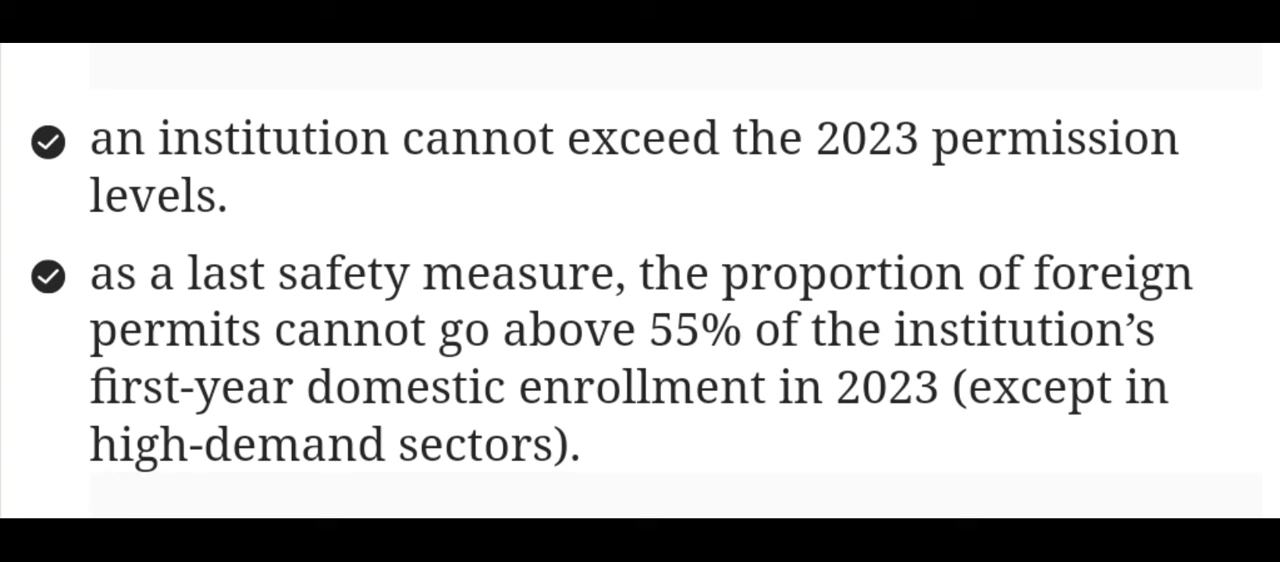 an institution cannot exceed the 2023 permission
levels.
as a last safety measure, the proportion of foreign
permits cannot go above 55% of the institution’s
first-year domestic enrollment in 2023 (except in
high-demand sectors).